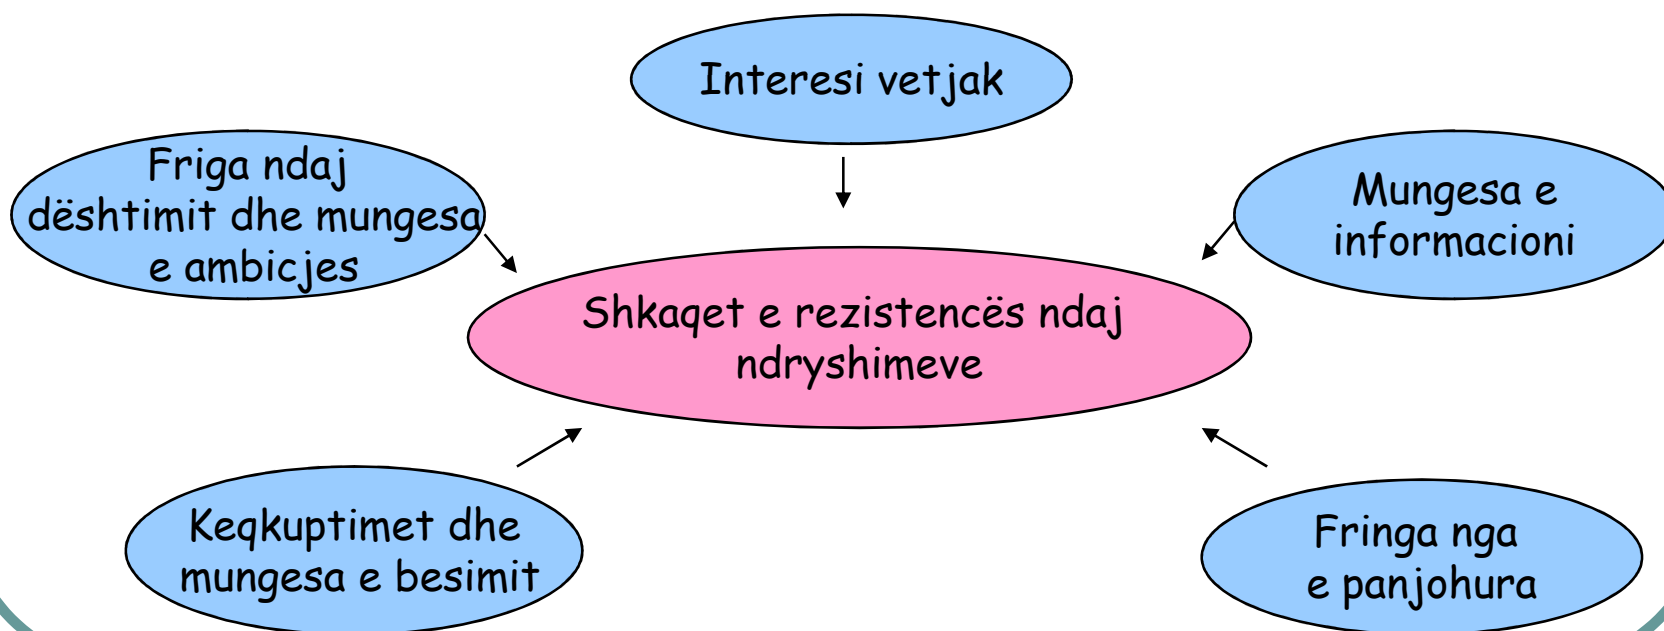 Interesi vetjak
Friga ndaj
dështimit dhe mungesa
e ambicjes
Mungesa e
informacioni
Shkaqet e rezistencës ndaj
ndryshimeve
Keqkuptimet dhe
mungesa e besimit
Fringa nga
e panjohura